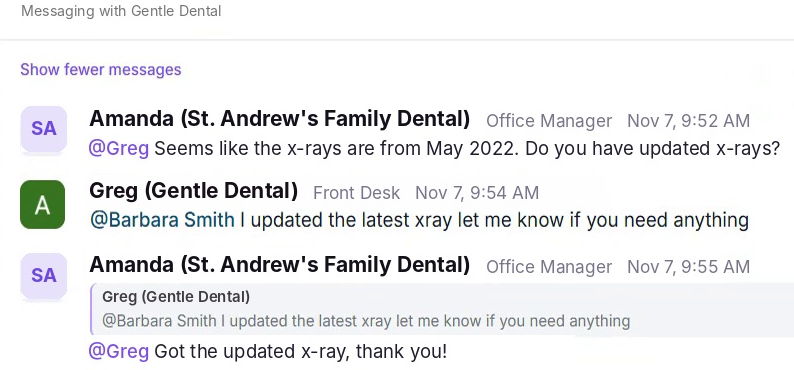 Messaging with Gentle Dental
Show fewer messages
SA
Amanda (St. Andrew's Family Dental) Office Manager Nov 7, 9:52 AM
@Greg Seems like the x-rays are from May 2022. Do you have updated x-rays?
A
Greg (Gentle Dental) Front Desk Nov 7, 9:54 AM
@Barbara Smith I updated the latest xray let me know if you need anything
SA
Amanda (St. Andrew's Family Dental) Office Manager Nov 7, 9:55 AM
Greg (Gentle Dental)
@Barbara Smith I updated the latest xray let me know if you need anything
@Greg Got the updated x-ray, thank you!